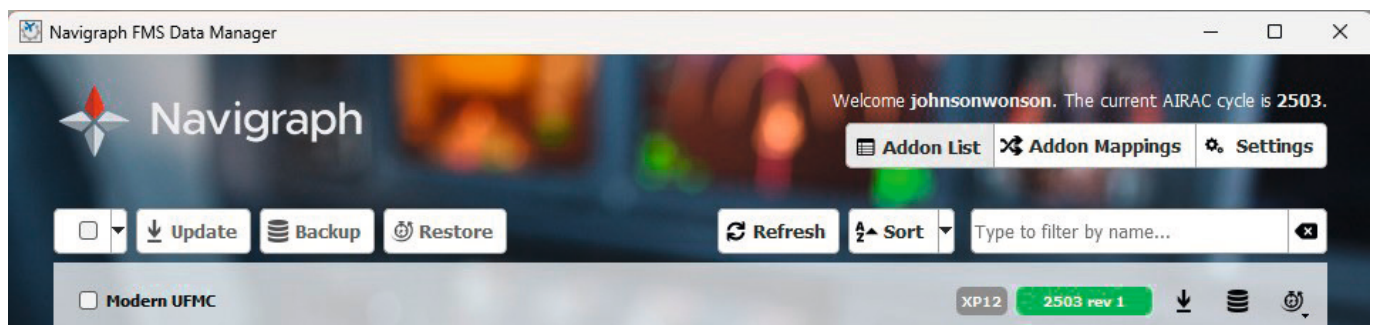 Navigraph FMS Data Manager
Navigraph
Welcome johnsonwonson. The current AIRAC cycle is 2503.
Addon List Addon Mappings Settings
Update Backup Restore Refresh Sort Type to filter by name...
Modern UFMC XP12 2503 rev 1